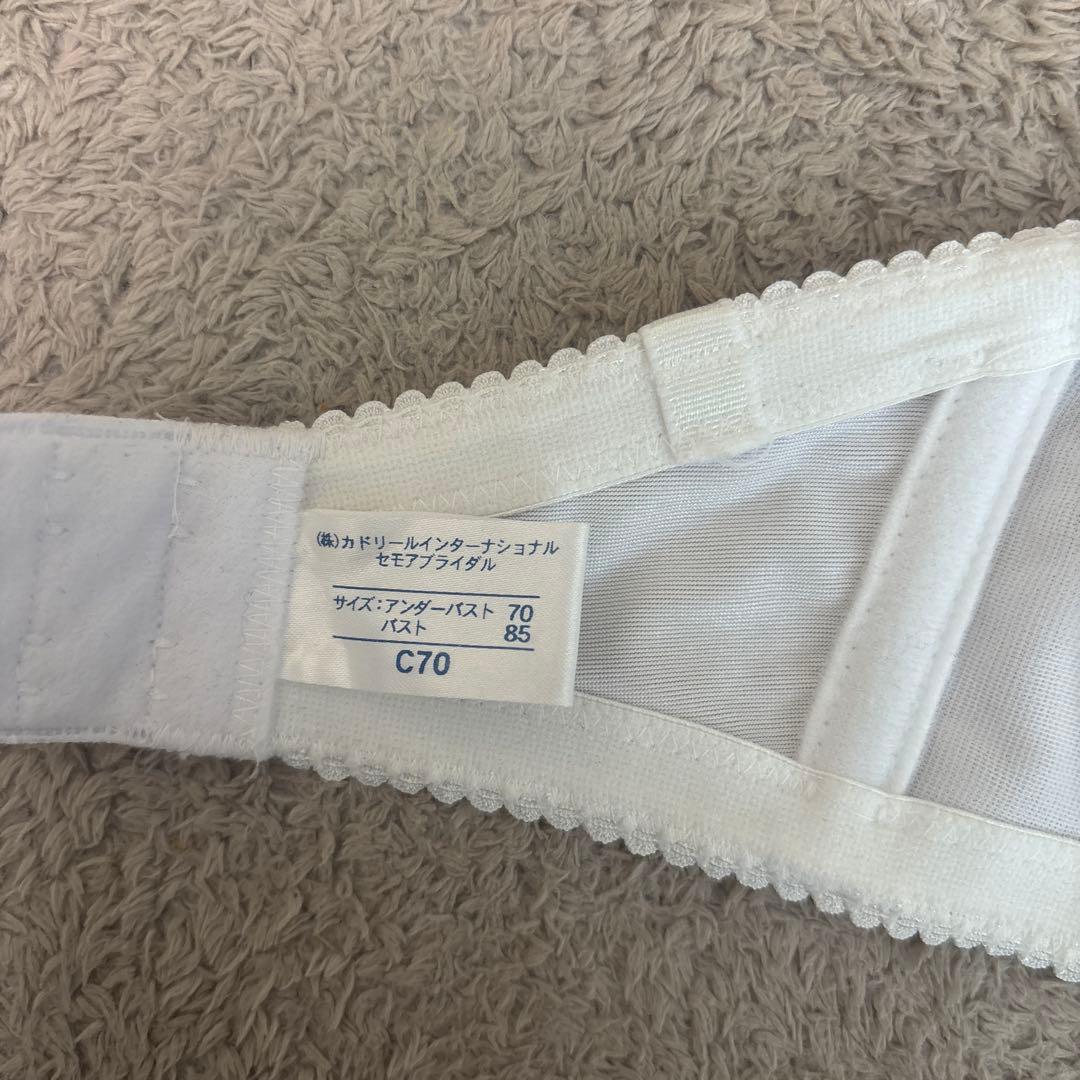 (株)カドリールインターナショナル
セモアブライダル
サイズ:アンダーバスト 70
バスト 85
C70